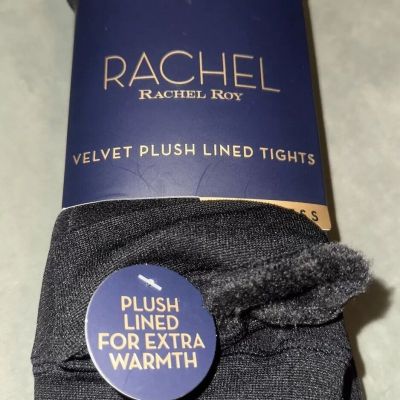 RACHEL
RACHEL ROY
VELVET PLUSH LINED TIGHTS
PLUSH
LINED
FOR EXTRA
WARMTH